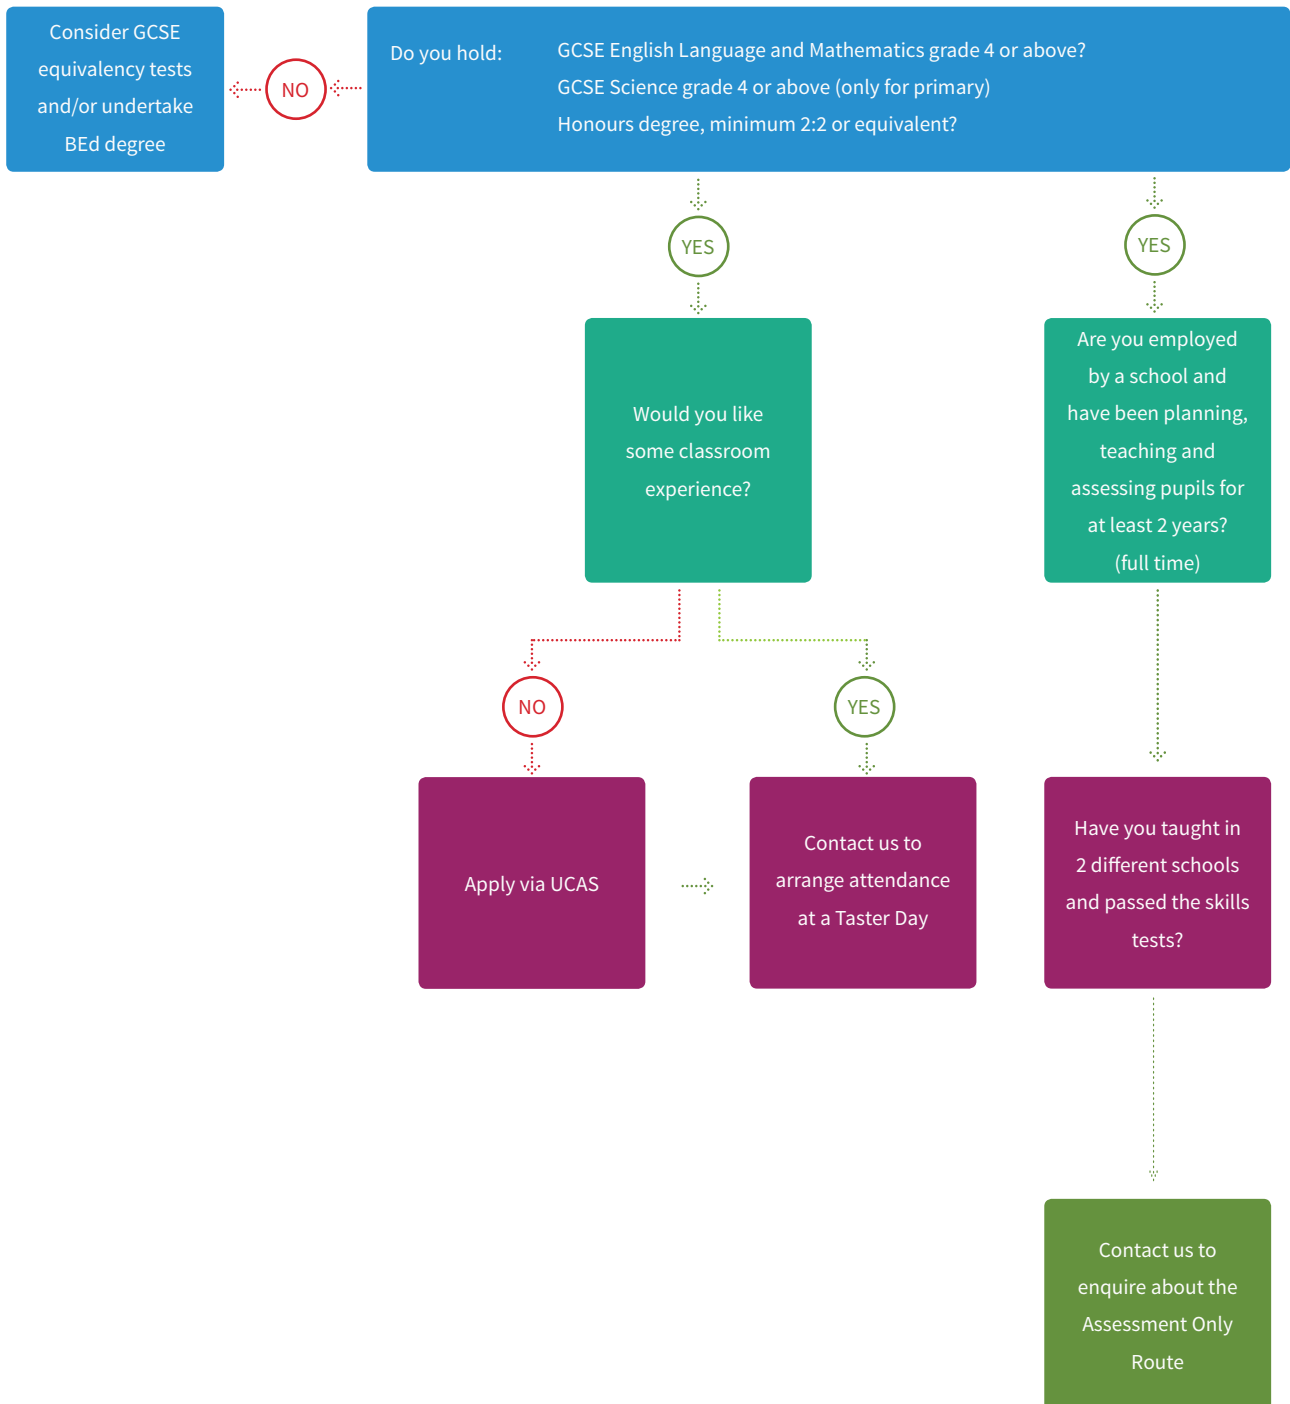 Consider GCSE
equivalency tests
and/or undertake
BEd degree
NO
Do you hold:
GCSE English Language and Mathematics grade 4 or above?
GCSE Science grade 4 or above (only for primary)
Honours degree, minimum 2:2 or equivalent?
YES
YES
Would you like
some classroom
experience?
Are you employed
by a school and
have been planning,
teaching and
assessing pupils for
at least 2 years?
(full time)
NO
YES
Apply via UCAS
Contact us to
arrange attendance
at a Taster Day
Have you taught in
2 different schools
and passed the skills
tests?
Contact us to
enquire about the
Assessment Only
Route